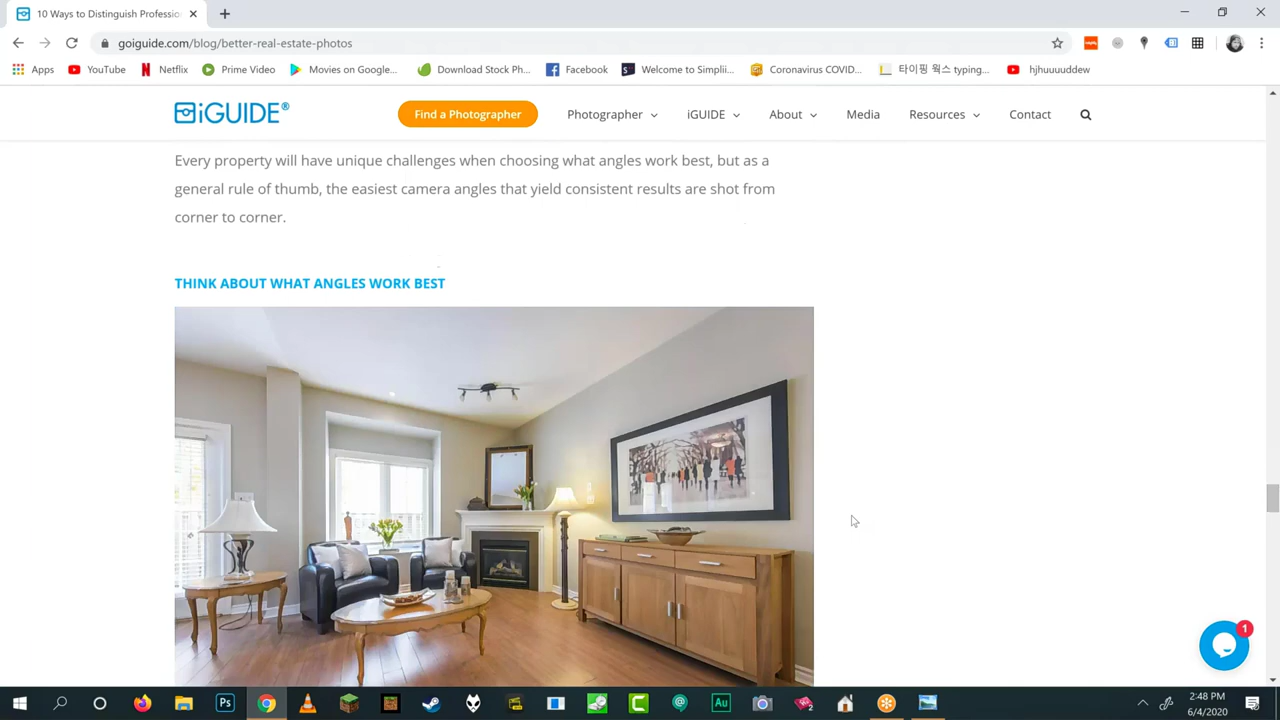 10 Ways to Distinguish Professio
goiguide.com/blog/better-real-estate-photos
Apps YouTube Netflix Prime Video Movies on Google... Download Stock Ph... Facebook Welcome to Simplii... Coronavirus COVID... 타이핑 웍스 typing... hjhuuuuddew
iGUIDE® Find a Photographer Photographer iGUIDE About Media Resources Contact
Every property will have unique challenges when choosing what angles work best, but as a
general rule of thumb, the easiest camera angles that yield consistent results are shot from
corner to corner.
THINK ABOUT WHAT ANGLES WORK BEST
1
Ps Au
2:48 PM
6/4/2020